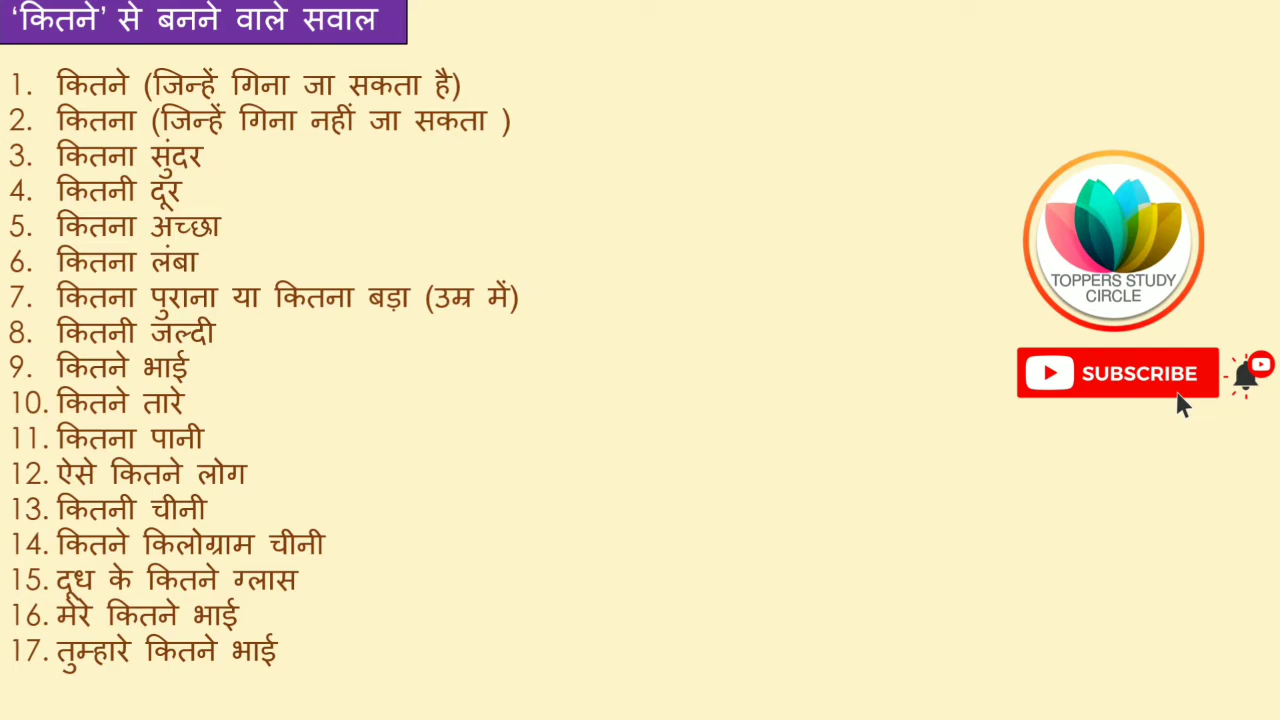 ‘कितने’ से बनने वाले सवाल
1. कितने (जिन्हें गिना जा सकता है)
2. कितना (जिन्हें गिना नहीं जा सकता )
3. कितना सुंदर
4. कितनी दूर
5. कितना अच्छा
6. कितना लंबा
7. कितना पुराना या कितना बड़ा (उम्र में)
8. कितनी जल्दी
9. कितने भाई
10. कितने तारे
11. कितना पानी
12. ऐसे कितने लोग
13. कितनी चीनी
14. कितने किलोग्राम चीनी
15. दूध के कितने ग्लास
16. मेरे कितने भाई
17. तुम्हारे कितने भाई
TOPPERS STUDY
CIRCLE
SUBSCRIBE